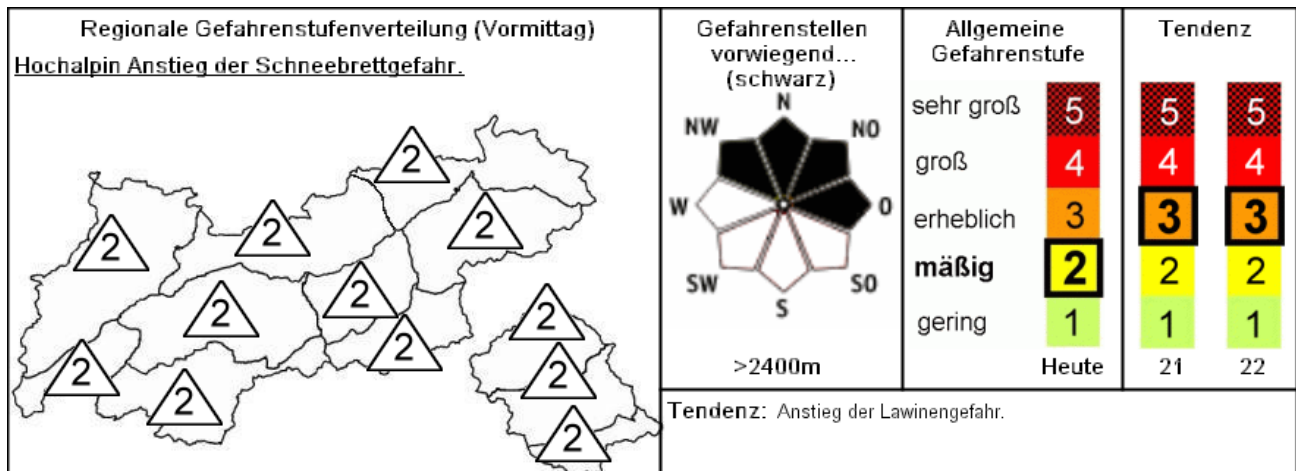 Regionale Gefahrenstufenverteilung (Vormittag)
Hochalpin Anstieg der Schneebrettgefahr.
2
2
2
2
2
2
2
2
2
2
2
2
Gefahrenstellen
vorwiegend...
(schwarz)
N
NW
NO
W
O
SW
SO
S
>2400m
Allgemeine
Gefahrenstufe
sehr groß 5
groß 4
erheblich 3
mäßig 2
gering 1
Heute
Tendenz
5 5
4 4
3 3
2 2
1 1
21 22
Tendenz: Anstieg der Lawinengefahr.